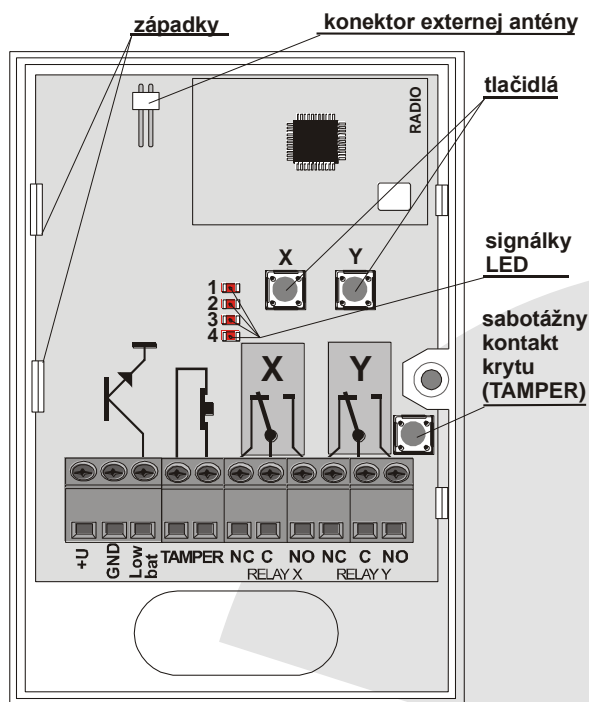 západky
konektor externej antény
tlačidlá
RADIO
X Y
signálky
LED
1
2
3
4
sabotážny
kontakt
krytu
(TAMPER)
X Y
+U GND Low bat TAMPER NC C NO NC C NO
RELAY X RELAY Y